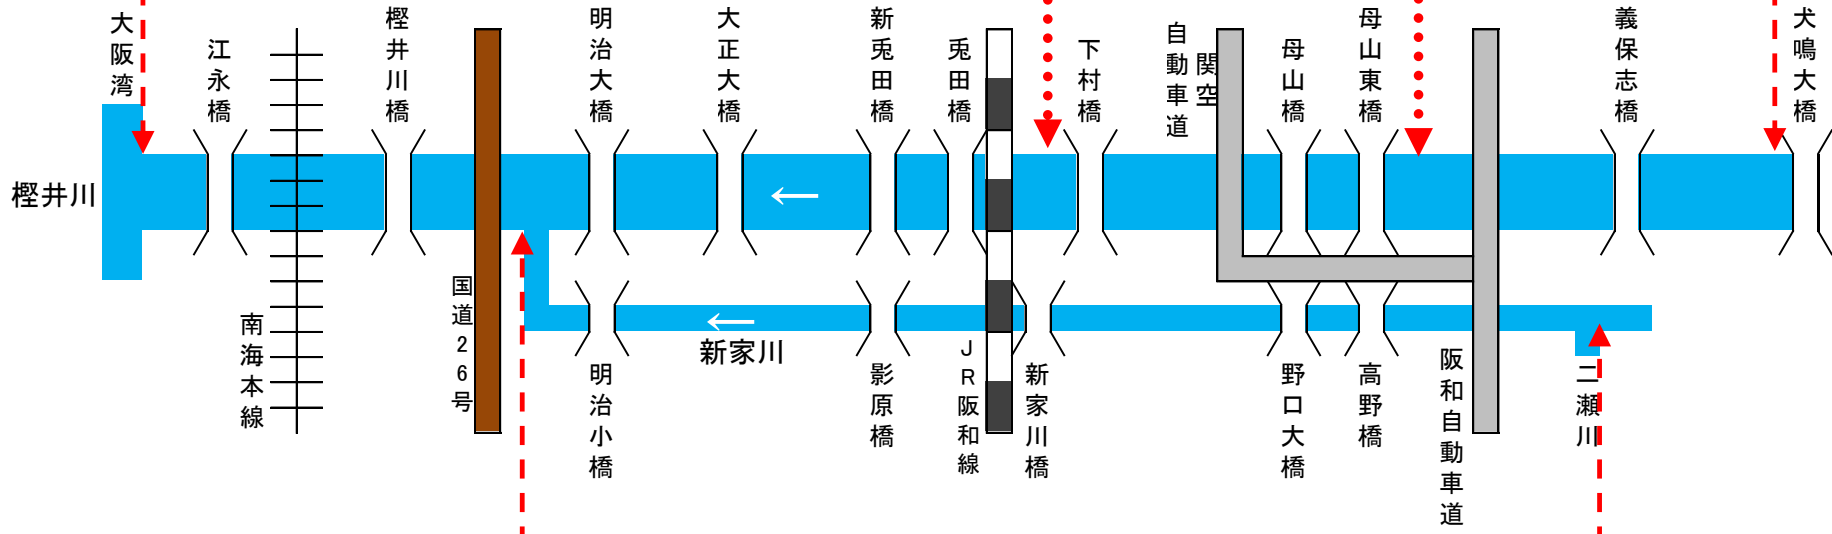 大阪湾
江永橋
樫井川橋
明治大橋
大正大橋
新兎田橋
兎田橋
下村橋
関空
自動車道
母山橋
母山東橋
義保志橋
犬鳴大橋
樫井川
←
南海本線
国道26号
明治小橋
←
新家川
影原橋
JR阪和線
新家川橋
野口大橋
高野橋
阪和自動車道
二瀬川